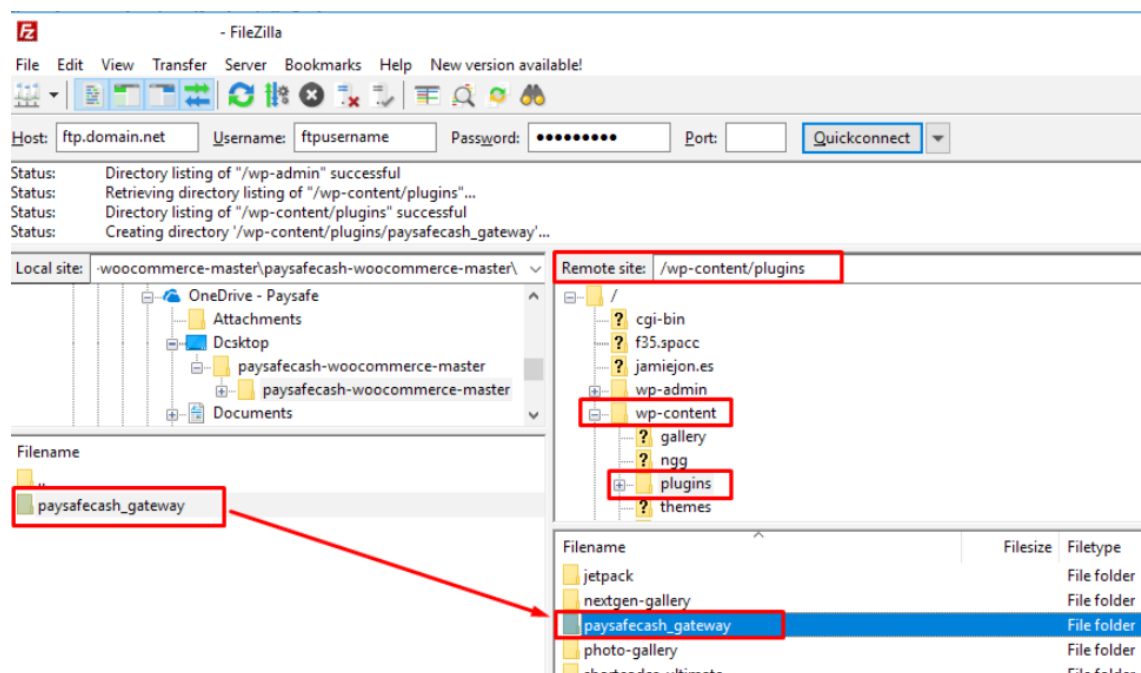 - FileZilla
File Edit View Transfer Server Bookmarks Help New version available!
Host: ftp.domain.net Username: ftpusername Password: ●●●●●●●●● Port: Quickconnect
Status: Directory listing of "/wp-admin" successful
Status: Retrieving directory listing of "/wp-content/plugins"...
Status: Directory listing of "/wp-content/plugins" successful
Status: Creating directory '/wp-content/plugins/paysafecash_gateway'...
Local site: -woocommerce-master\paysafecash-woocommerce-master\
OneDrive - Paysafe
Attachments
Desktop
paysafecash-woocommerce-master
paysafecash-woocommerce-master
Documents
Filename
..
paysafecash_gateway
Remote site: /wp-content/plugins
/
? cgi-bin
? f35.space
? jamiejon.es
wp-admin
wp-content
? gallery
? ngg
plugins
? themes
Filename Filesize Filetype
jetpack File folder
nextgen-gallery File folder
paysafecash_gateway File folder
photo-gallery File folder
File folder